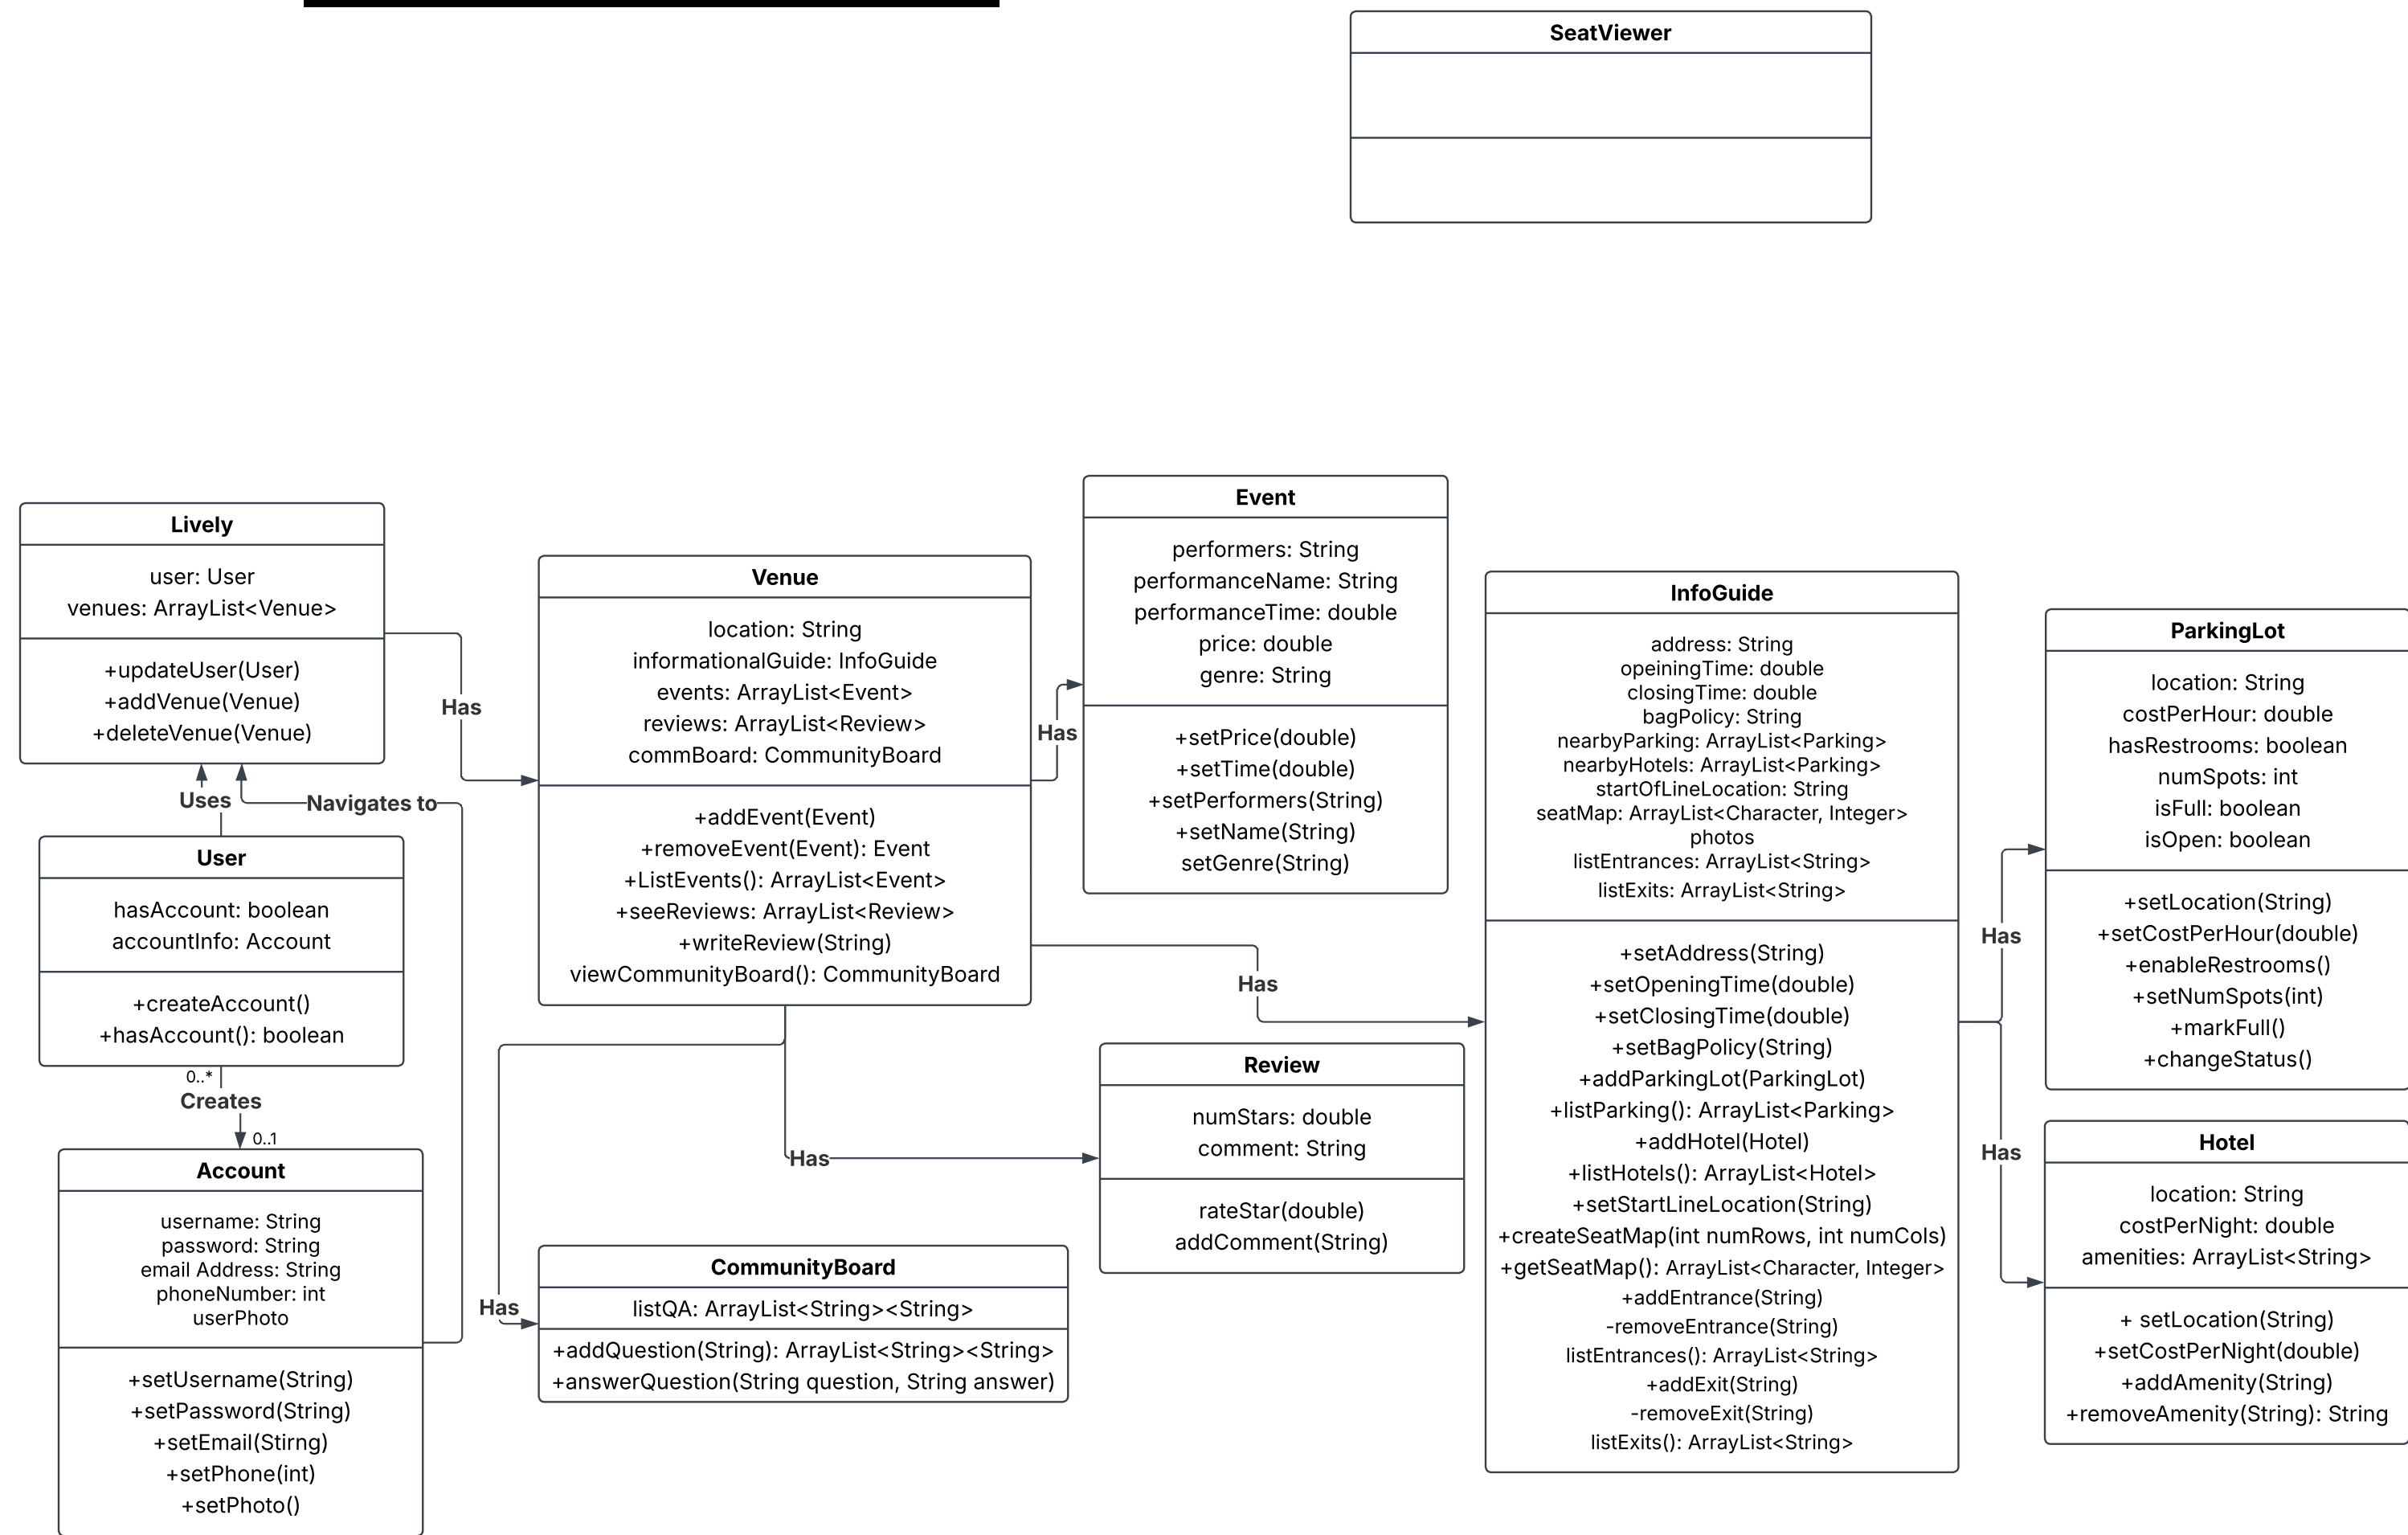 SeatViewer
Lively
user: User
venues: ArrayList<Venue>
+updateUser(User)
+addVenue(Venue)
+deleteVenue(Venue)
Has
Uses
Navigates to
User
hasAccount: boolean
accountInfo: Account
+createAccount()
+hasAccount(): boolean
0..*
Creates
0..1
Account
username: String
password: String
email Address: String
phoneNumber: int
userPhoto
+setUsername(String)
+setPassword(String)
+setEmail(Stirng)
+setPhone(int)
+setPhoto()
Venue
location: String
informationalGuide: InfoGuide
events: ArrayList<Event>
reviews: ArrayList<Review>
commBoard: CommunityBoard
+addEvent(Event)
+removeEvent(Event): Event
+ListEvents(): ArrayList<Event>
+seeReviews: ArrayList<Review>
+writeReview(String)
viewCommunityBoard(): CommunityBoard
Has
Event
performers: String
performanceName: String
performanceTime: double
price: double
genre: String
+setPrice(double)
+setTime(double)
+setPerformers(String)
+setName(String)
setGenre(String)
Has
Has
Review
numStars: double
comment: String
rateStar(double)
addComment(String)
Has
CommunityBoard
listQA: ArrayList<String><String>
+addQuestion(String): ArrayList<String><String>
+answerQuestion(String question, String answer)
InfoGuide
address: String
opeiningTime: double
closingTime: double
bagPolicy: String
nearbyParking: ArrayList<Parking>
nearbyHotels: ArrayList<Parking>
startOfLineLocation: String
seatMap: ArrayList<Character, Integer>
photos
listEntrances: ArrayList<String>
listExits: ArrayList<String>
+setAddress(String)
+setOpeningTime(double)
+setClosingTime(double)
+setBagPolicy(String)
+addParkingLot(ParkingLot)
+listParking(): ArrayList<Parking>
+addHotel(Hotel)
+listHotels(): ArrayList<Hotel>
+setStartLineLocation(String)
+createSeatMap(int numRows, int numCols)
+getSeatMap(): ArrayList<Character, Integer>
+addEntrance(String)
-removeEntrance(String)
listEntrances(): ArrayList<String>
+addExit(String)
-removeExit(String)
listExits(): ArrayList<String>
Has
Has
ParkingLot
location: String
costPerHour: double
hasRestrooms: boolean
numSpots: int
isFull: boolean
isOpen: boolean
+setLocation(String)
+setCostPerHour(double)
+enableRestrooms()
+setNumSpots(int)
+markFull()
+changeStatus()
Hotel
location: String
costPerNight: double
amenities: ArrayList<String>
+ setLocation(String)
+setCostPerNight(double)
+addAmenity(String)
+removeAmenity(String): String